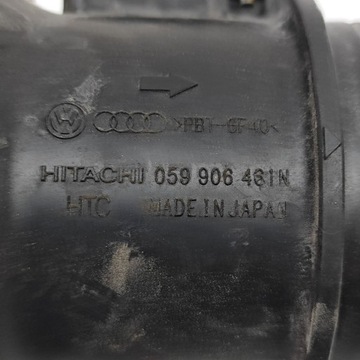 >PBT-GF40<
HITACHI 059 906 461N
HTC MADE IN JAPAN